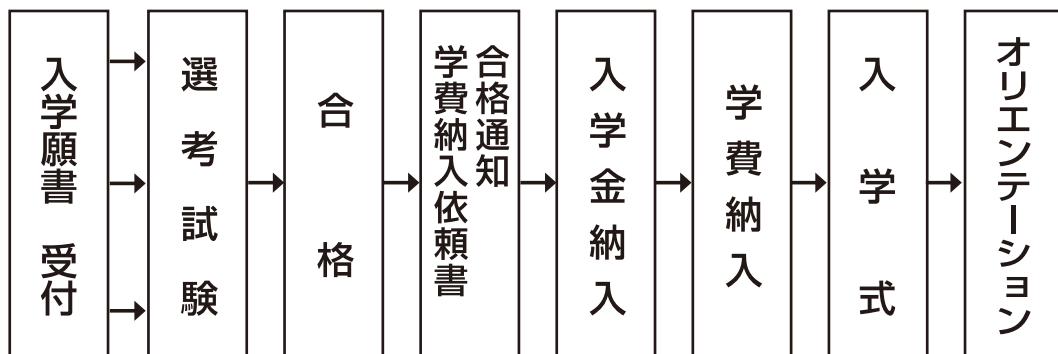 入学願書 受付
選考試験
合格
合格通知
学費納入依頼書
入学金納入
学費納入
入学式
オリエンテーション